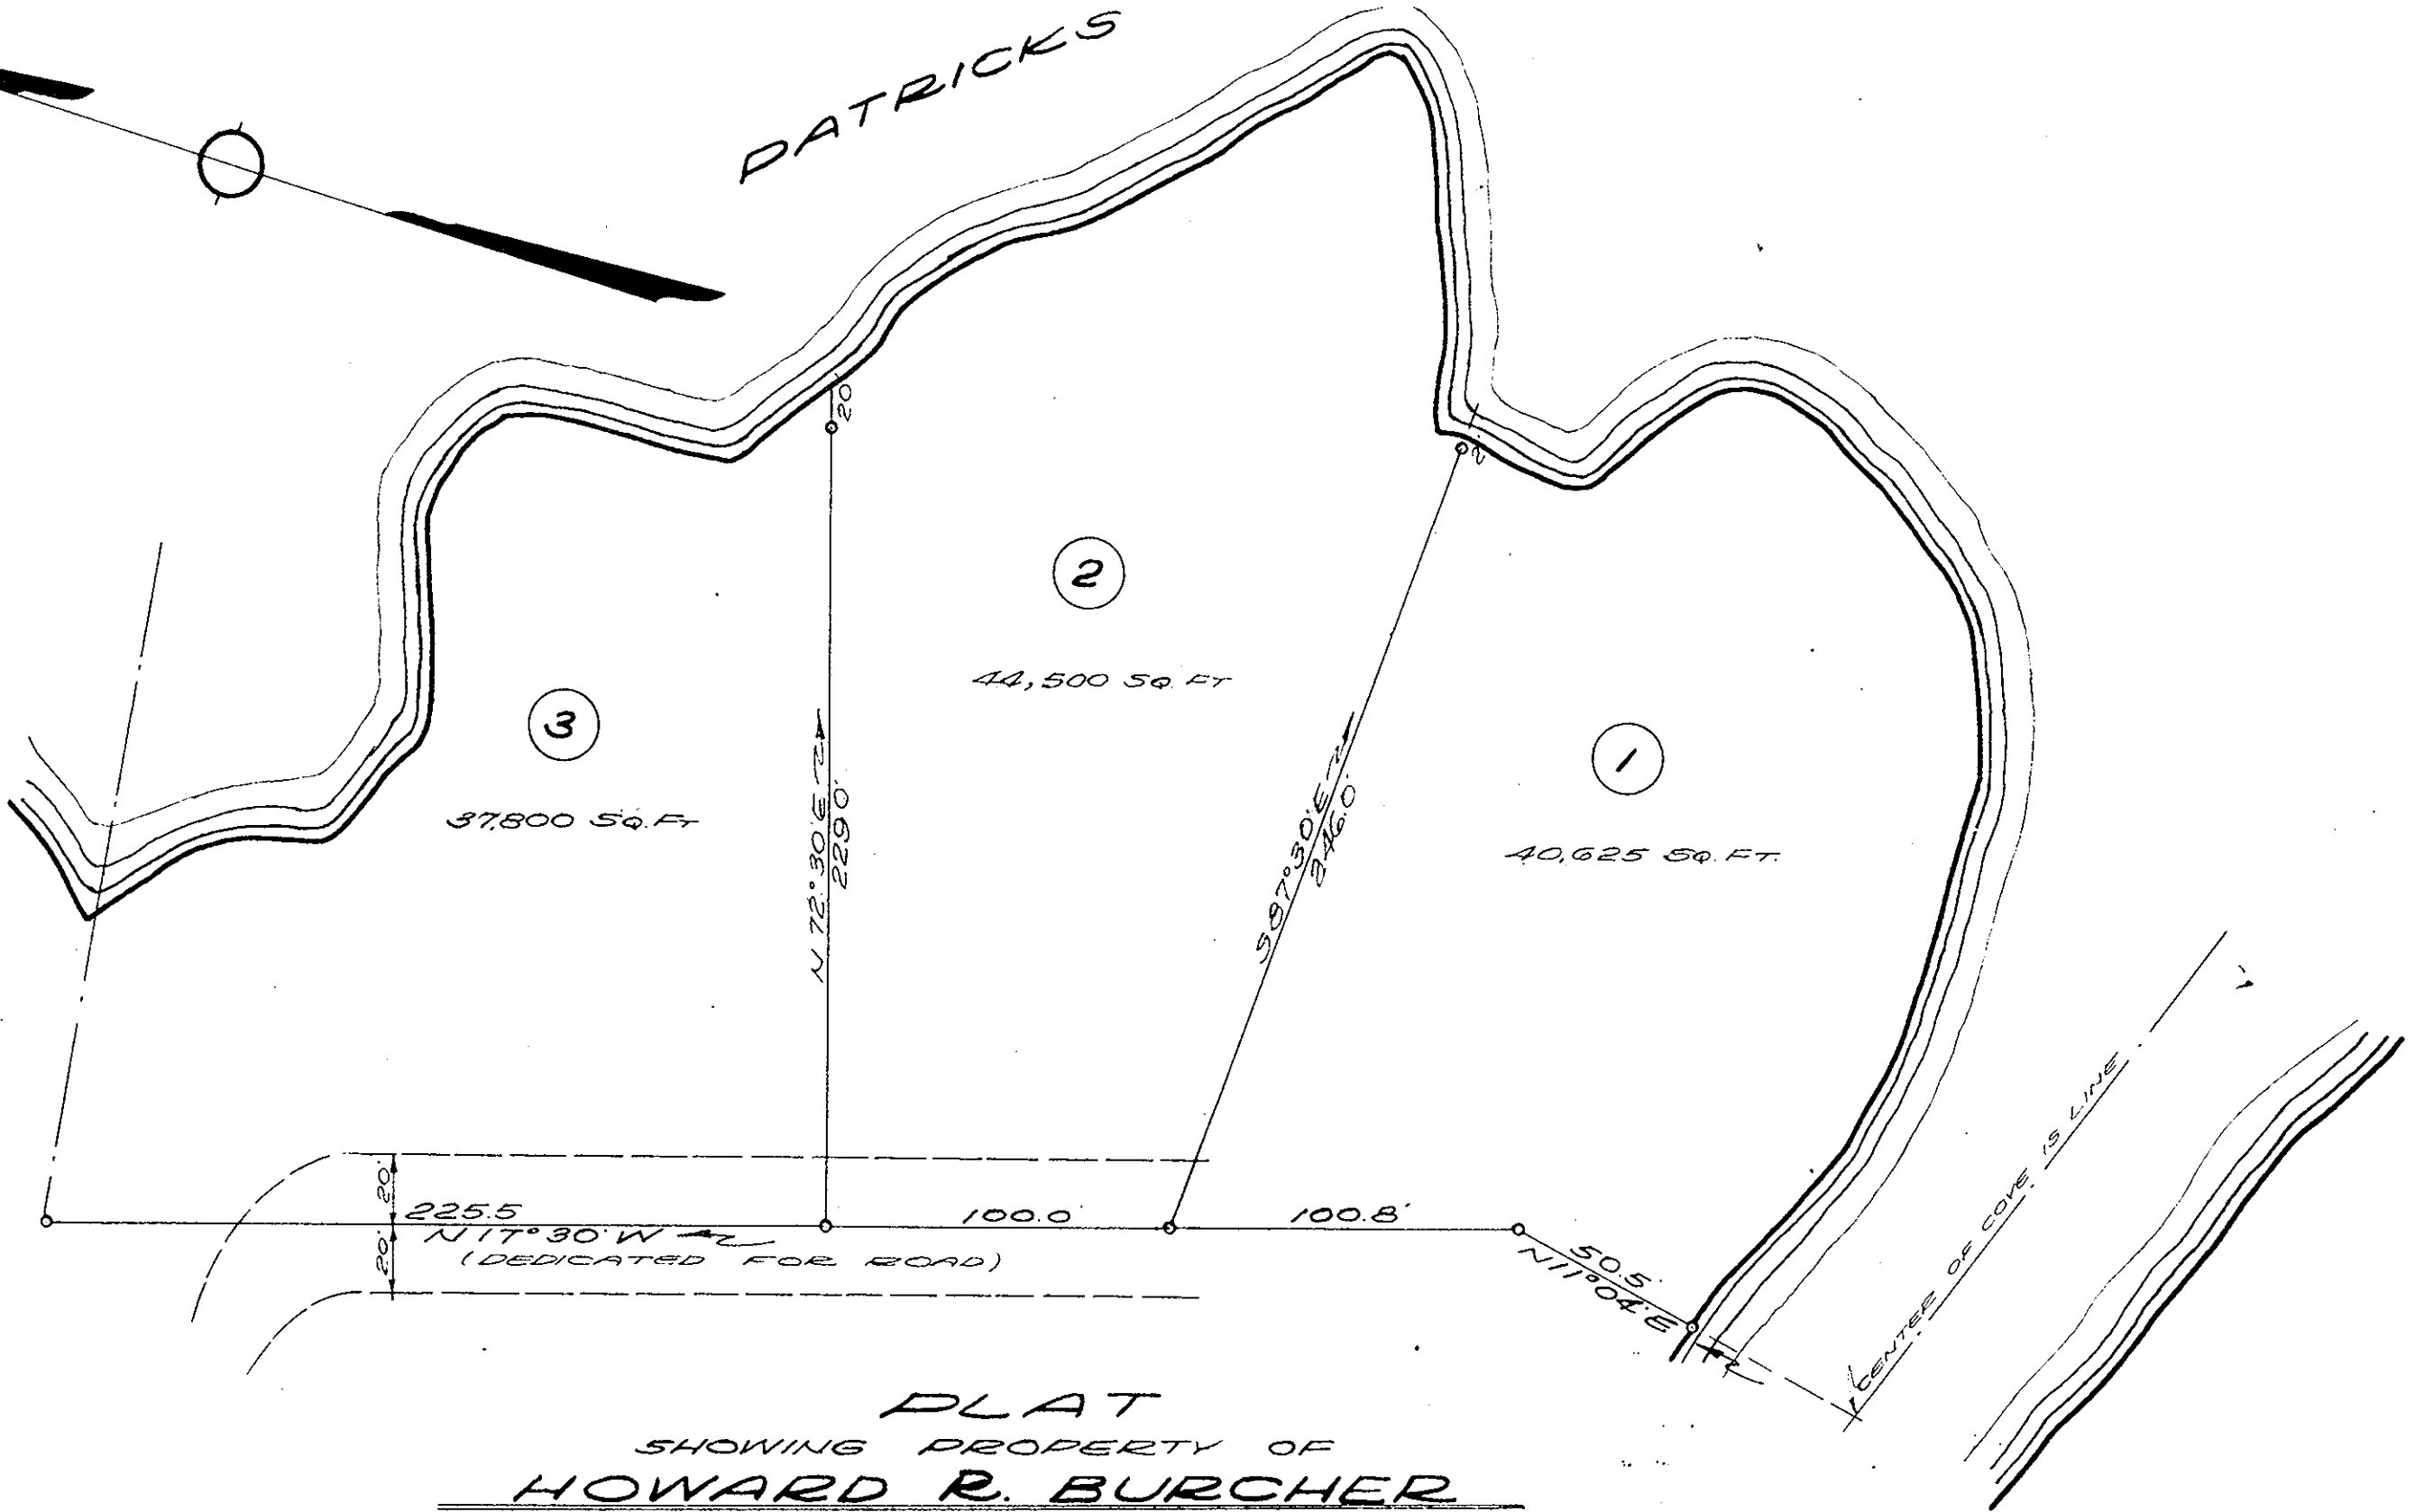 PATRICKS
20'
2
2
44,500 SQ. FT
3
37,800 SQ. FT
1
40,625 SQ. FT.
N 72°30' E
229.0'
S 87°30' E
246.0'
20'
20'
225.5
N 17°30' W
(DEDICATED FOR ROAD)
100.0'
100.8'
50.5'
N 11°04' E
CENTER OF COVE IS LINE
PLAT
SHOWING PROPERTY OF
HOWARD R. BURCHER